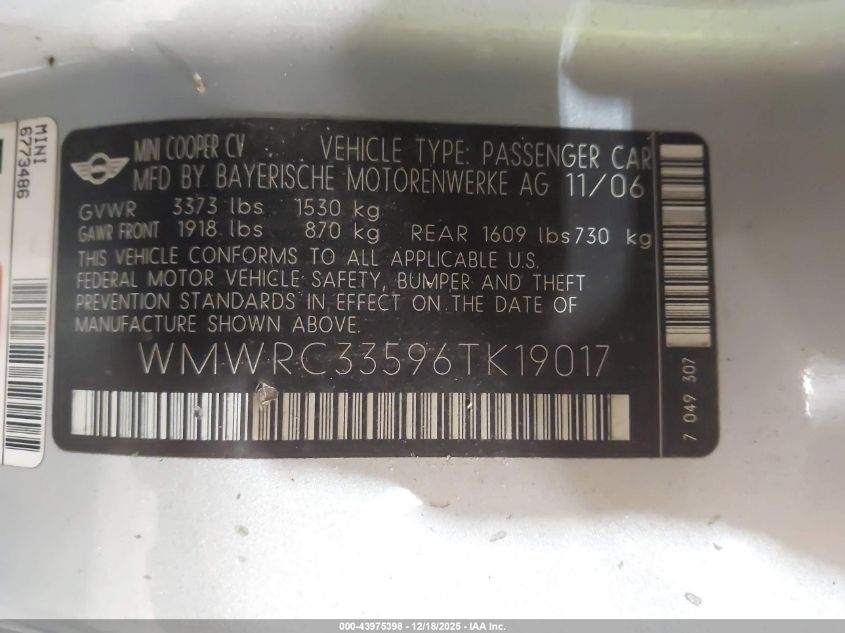 MINI
6773486
MINI COOPER CV VEHICLE TYPE: PASSENGER CAR
MFD BY BAYERISCHE MOTORENWERKE AG 11/06
GVWR 3373 lbs 1530 kg
GAWR FRONT 1918 lbs 870 kg REAR 1609 lbs 730 kg
THIS VEHICLE CONFORMS TO ALL APPLICABLE U.S.
FEDERAL MOTOR VEHICLE SAFETY, BUMPER AND THEFT
PREVENTION STANDARDS IN EFFECT ON THE DATE OF
MANUFACTURE SHOWN ABOVE.
WMWRC33596TK19017
7 049 307
000-43975398 - 12/18/2025 - IAA Inc.